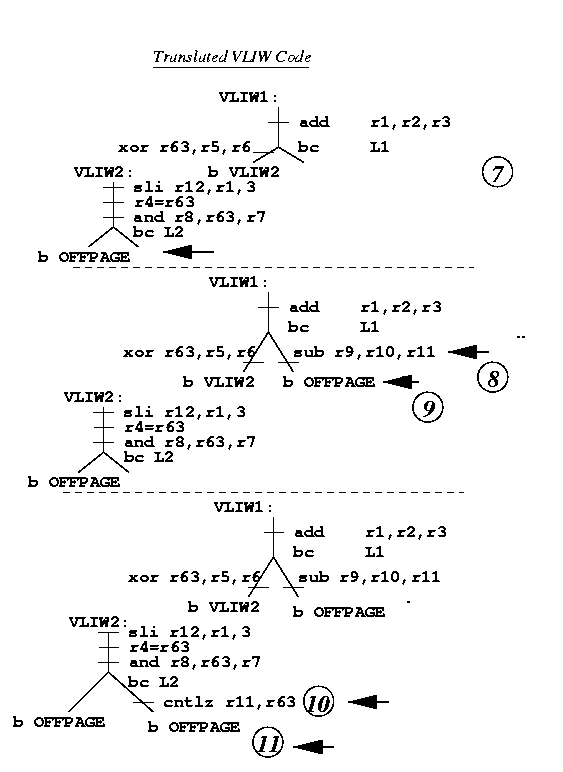 Translated VLIW Code
VLIW1:
add r1,r2,r3
xor r63,r5,r6 bc L1
b VLIW2
7
VLIW2:
sli r12,r1,3
r4=r63
and r8,r63,r7
bc L2
b OFFPAGE
VLIW1:
add r1,r2,r3
bc L1
xor r63,r5,r6 sub r9,r10,r11
8
b VLIW2 b OFFPAGE
9
VLIW2:
sli r12,r1,3
r4=r63
and r8,r63,r7
bc L2
b OFFPAGE
VLIW1:
add r1,r2,r3
bc L1
xor r63,r5,r6 sub r9,r10,r11
b VLIW2 b OFFPAGE
VLIW2:
sli r12,r1,3
r4=r63
and r8,r63,r7
bc L2
cntlz r11,r63 10
b OFFPAGE b OFFPAGE
11